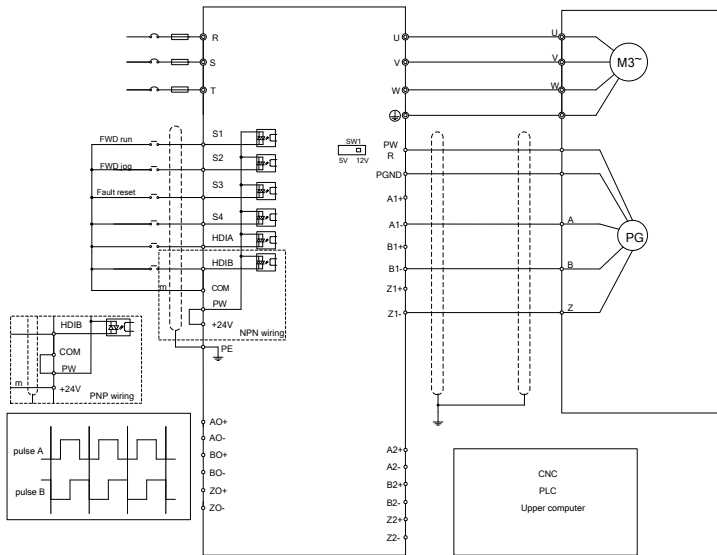 R
S
T
U
V
W
U
V
W
M3~
FWD run
FWD jog
Fault reset
S1
S2
S3
S4
HDIA
HDIB
COM
PW
+24V
NPN wiring
m
PE
SW1
5V 12V
PW
R
PGND
A1+
A1-
B1+
B1-
Z1+
Z1-
A
B
Z
PG
HDIB
COM
PW
+24V
m
PNP wiring
pulse A
pulse B
AO+
AO-
BO+
BO-
ZO+
ZO-
A2+
A2-
B2+
B2-
Z2+
Z2-
CNC
PLC
Upper computer